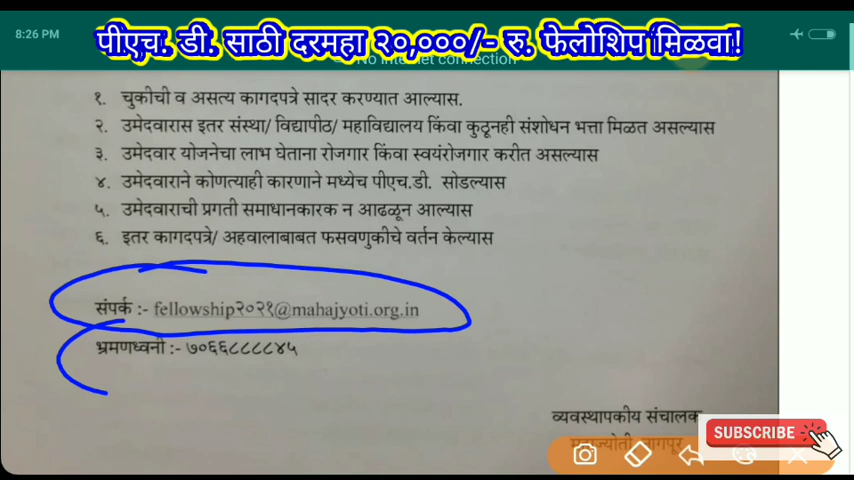 8:26 PM
पीएच. डी. साठी दरमहा २०,०००/- रु. फेलोशिप मिळवा!
No internet connection
१. चुकीची व असत्य कागदपत्रे सादर करण्यात आल्यास.
२. उमेदवारास इतर संस्था/ विद्यापीठ/ महाविद्यालय किंवा कुठूनही संशोधन भत्ता मिळत असल्यास
३. उमेदवार योजनेचा लाभ घेताना रोजगार किंवा स्वयंरोजगार करीत असल्यास
४. उमेदवाराने कोणत्याही कारणाने मध्येच पीएच.डी. सोडल्यास
५. उमेदवाराची प्रगती समाधानकारक न आढळून आल्यास
६. इतर कागदपत्रे/ अहवालाबाबत फसवणुकीचे वर्तन केल्यास
संपर्क :- fellowship२०२१@mahajyoti.org.in
भ्रमणध्वनी :- ७०६६८८८८४५
व्यवस्थापकीय संचालक
महाज्योती नागपूर
SUBSCRIBE